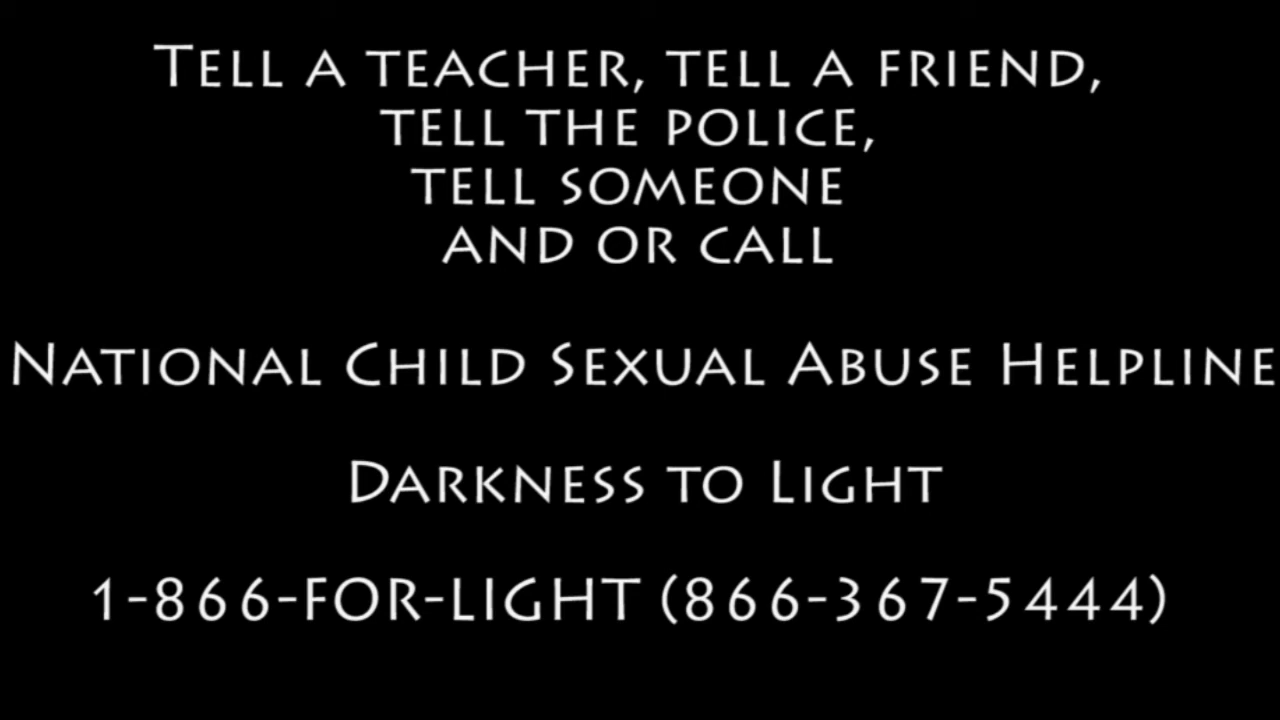 Tell a teacher, tell a friend,
tell the police,
tell someone
and or call
National Child Sexual Abuse Helpline
Darkness to Light
1-866-FOR-LIGHT (866-367-5444)